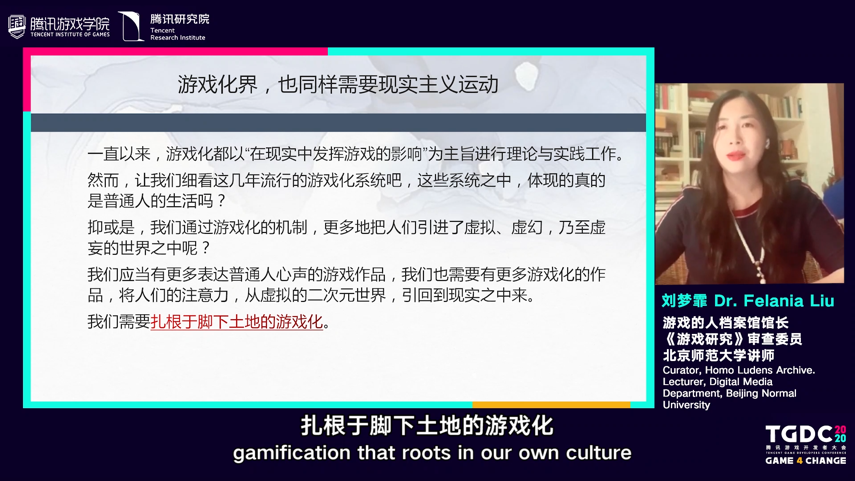 腾讯游戏学院
TENCENT INSTITUTE OF GAMES
腾讯研究院
Tencent
Research Institute
游戏化界，也同样需要现实主义运动
一直以来，游戏化都以“在现实中发挥游戏的影响”为主旨进行理论与实践工作。
然而，让我们细看这几年流行的游戏化系统吧，这些系统之中，体现的真的
是普通人的生活吗？
抑或是，我们通过游戏化的机制，更多地把人们引进了虚拟、虚幻，乃至虚
妄的世界之中呢？
我们应当有更多表达普通人心声的游戏作品，我们也需要有更多游戏化的作
品，将人们的注意力，从虚拟的二次元世界，引回到现实之中来。
我们需要扎根于脚下土地的游戏化。
刘梦霏 Dr. Felania Liu
游戏的人档案馆馆长
《游戏研究》审查委员
北京师范大学讲师
Curator, Homo Ludens Archive.
Lecturer, Digital Media
Department, Beijing Normal
University
扎根于脚下土地的游戏化
gamification that roots in our own culture
TGDC 2020
腾讯游戏开发者大会
TENCENT GAME DEVELOPERS CONFERENCE
GAME 4 CHANGE